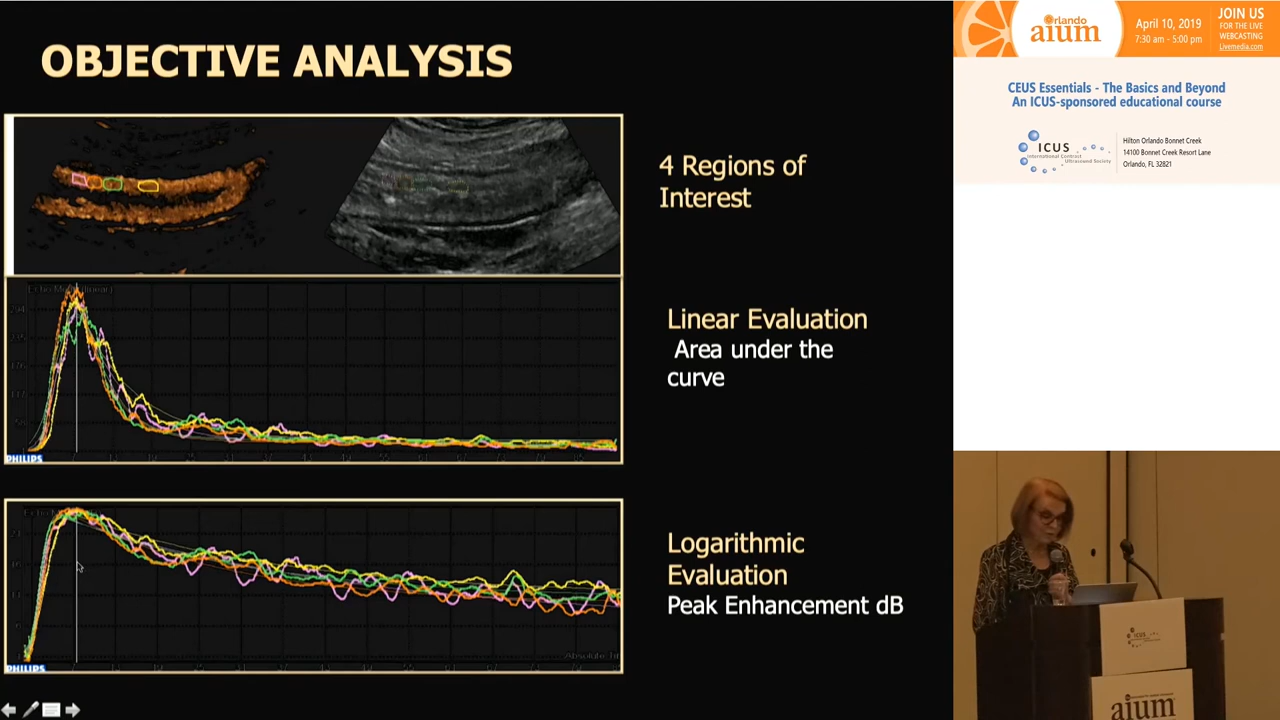 OBJECTIVE ANALYSIS
4 Regions of
Interest
Linear Evaluation
Area under the
curve
PHILIPS
Logarithmic
Evaluation
Peak Enhancement dB
PHILIPS
Orlando
aium
April 10, 2019
7:30 am - 5:00 pm
JOIN US
FOR THE LIVE
WEBCASTING
Livemedia.com
CEUS Essentials - The Basics and Beyond
An ICUS-sponsored educational course
ICUS
International Contrast
Ultrasound Society
Hilton Orlando Bonnet Creek
14100 Bonnet Creek Resort Lane
Orlando, FL 32821
ICUS
aium